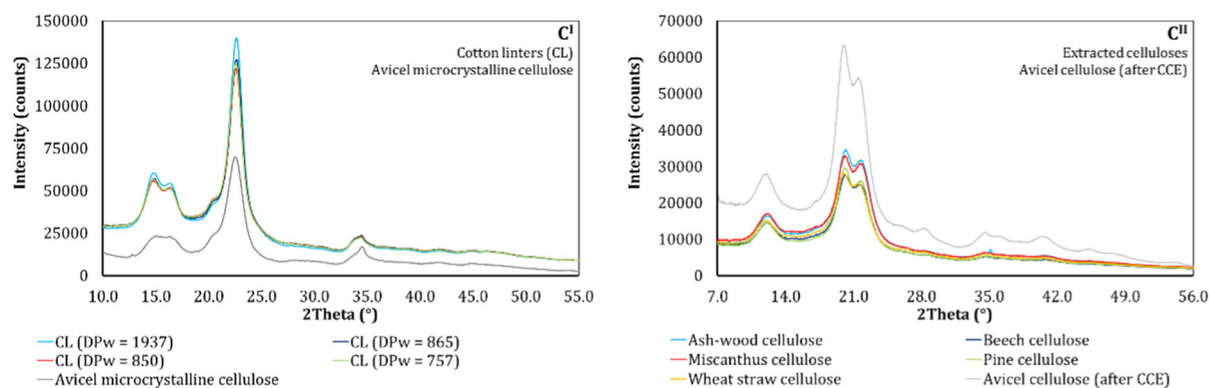 150000
125000
100000
75000
50000
25000
0
Intensity (counts)
C^I
Cotton linters (CL)
Avicel microcrystalline cellulose
10.0 15.0 20.0 25.0 30.0 35.0 40.0 45.0 50.0 55.0
2Theta (°)
CL (DPw = 1937) CL (DPw = 865)
CL (DPw = 850) CL (DPw = 757)
Avicel microcrystalline cellulose
70000
60000
50000
40000
30000
20000
10000
0
Intensity (counts)
C^II
Extracted celluloses
Avicel cellulose (after CCE)
7.0 14.0 21.0 28.0 35.0 42.0 49.0 56.0
2Theta (°)
Ash-wood cellulose Beech cellulose
Miscanthus cellulose Pine cellulose
Wheat straw cellulose Avicel cellulose (after CCE)